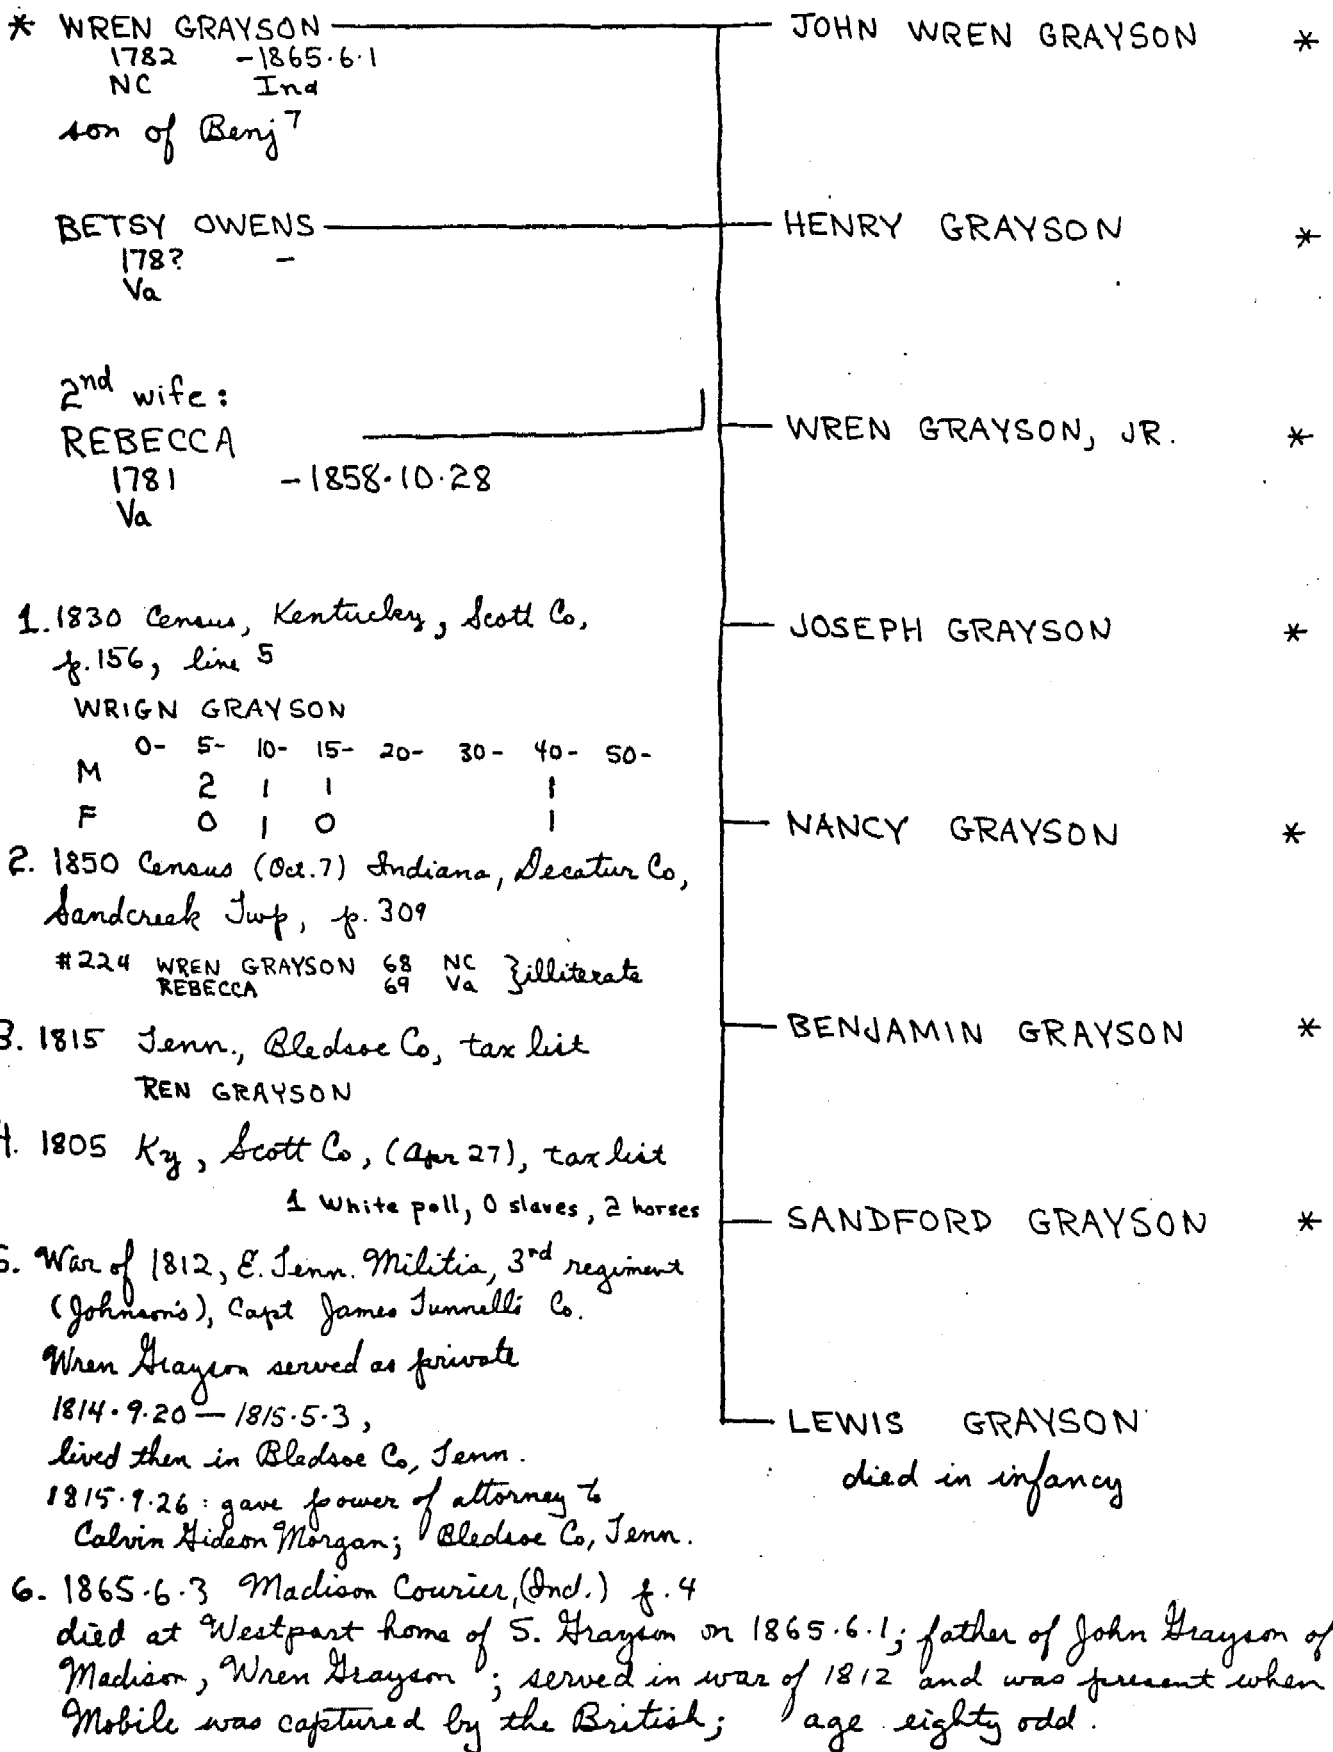 * WREN GRAYSON
1782 -1865.6.1
NC Ind
son of Benj 7
BETSY OWENS
178? -
Va
2nd wife:
REBECCA
1781 -1858.10.28
Va
1. 1830 Census, Kentucky, Scott Co,
p. 156, line 5
WRIGN GRAYSON
0- 5- 10- 15- 20- 30- 40- 50-
M 2 1 1 1
F 0 1 0 1
2. 1850 Census (Oct. 7) Indiana, Decatur Co,
Sandcreek Twp, p. 309
#224 WREN GRAYSON 68 NC } illiterate
REBECCA 69 Va
3. 1815 Tenn., Bledsoe Co, tax list
REN GRAYSON
4. 1805 Ky, Scott Co, (Apr 27), tax list
1 White poll, 0 slaves, 2 horses
5. War of 1812, E. Tenn. Militia, 3rd regiment
(Johnson's), Capt James Tunnell's Co.
Wren Grayson served as private
1814.9.20 — 1815.5.3,
lived then in Bledsoe Co, Tenn.
1815.9.26: gave power of attorney to
Calvin Gideon Morgan; Bledsoe Co, Tenn.
JOHN WREN GRAYSON *
HENRY GRAYSON *
WREN GRAYSON, JR. *
JOSEPH GRAYSON *
NANCY GRAYSON *
BENJAMIN GRAYSON *
SANDFORD GRAYSON *
LEWIS GRAYSON
died in infancy
6. 1865.6.3 Madison Courier, (Ind.) p. 4
died at Westport home of S. Grayson on 1865.6.1; father of John Grayson of
Madison, Wren Grayson; served in war of 1812 and was present when
Mobile was captured by the British; age eighty odd.